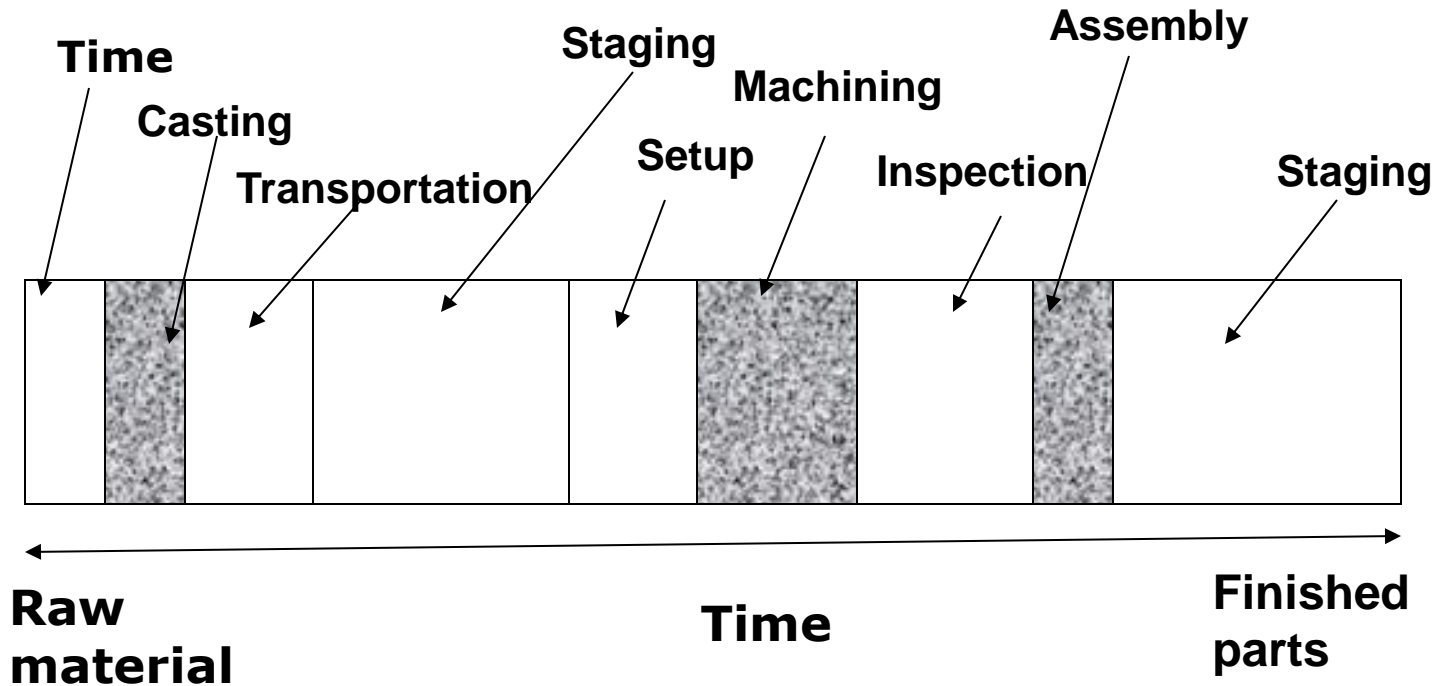 Time
Casting
Transportation
Staging
Setup
Machining
Inspection
Assembly
Staging
Raw
material
Time
Finished
parts